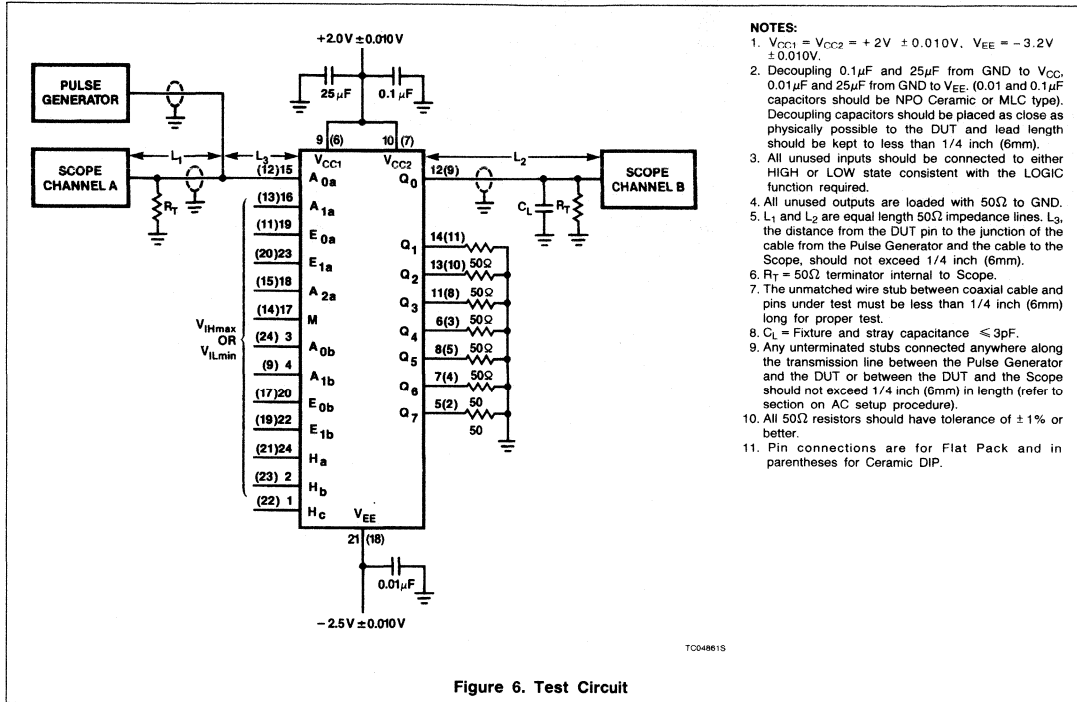 +2.0V ±0.010V
25μF
0.1μF
PULSE
GENERATOR
SCOPE
CHANNEL A
L1
L3
RT
9 (6)
10 (7)
VCC1
VCC2
L2
SCOPE
CHANNEL B
CL
RT
(12)15 A0a
Q0 12(9)
(13)16 A1a
(11)19 E0a
Q1 14(11)
(20)23 E1a
Q2 13(10) 50Ω
(15)18 A2a
Q3 11(8) 50Ω
(14)17 M
Q4 6(3) 50Ω
VIHmax
OR
VILmin
(24) 3 A0b
Q5 8(5) 50Ω
(9) 4 A1b
Q6 7(4) 50Ω
(17)20 E0b
Q7 5(2) 50
50
(19)22 E1b
(21)24 Ha
(23) 2 Hb
(22) 1 Hc
VEE
21 (18)
0.01μF
−2.5V ±0.010V
TC04861S
NOTES:
1. VCC1 = VCC2 = +2V ±0.010V, VEE = −3.2V
±0.010V.
2. Decoupling 0.1μF and 25μF from GND to VCC,
0.01μF and 25μF from GND to VEE. (0.01 and 0.1μF
capacitors should be NPO Ceramic or MLC type).
Decoupling capacitors should be placed as close as
physically possible to the DUT and lead length
should be kept to less than 1/4 inch (6mm).
3. All unused inputs should be connected to either
HIGH or LOW state consistent with the LOGIC
function required.
4. All unused outputs are loaded with 50Ω to GND.
5. L1 and L2 are equal length 50Ω impedance lines. L3,
the distance from the DUT pin to the junction of the
cable from the Pulse Generator and the cable to the
Scope, should not exceed 1/4 inch (6mm).
6. RT = 50Ω terminator internal to Scope.
7. The unmatched wire stub between coaxial cable and
pins under test must be less than 1/4 inch (6mm)
long for proper test.
8. CL = Fixture and stray capacitance ≤ 3pF.
9. Any unterminated stubs connected anywhere along
the transmission line between the Pulse Generator
and the DUT or between the DUT and the Scope
should not exceed 1/4 inch (6mm) in length (refer to
section on AC setup procedure).
10. All 50Ω resistors should have tolerance of ±1% or
better.
11. Pin connections are for Flat Pack and in
parentheses for Ceramic DIP.
Figure 6. Test Circuit